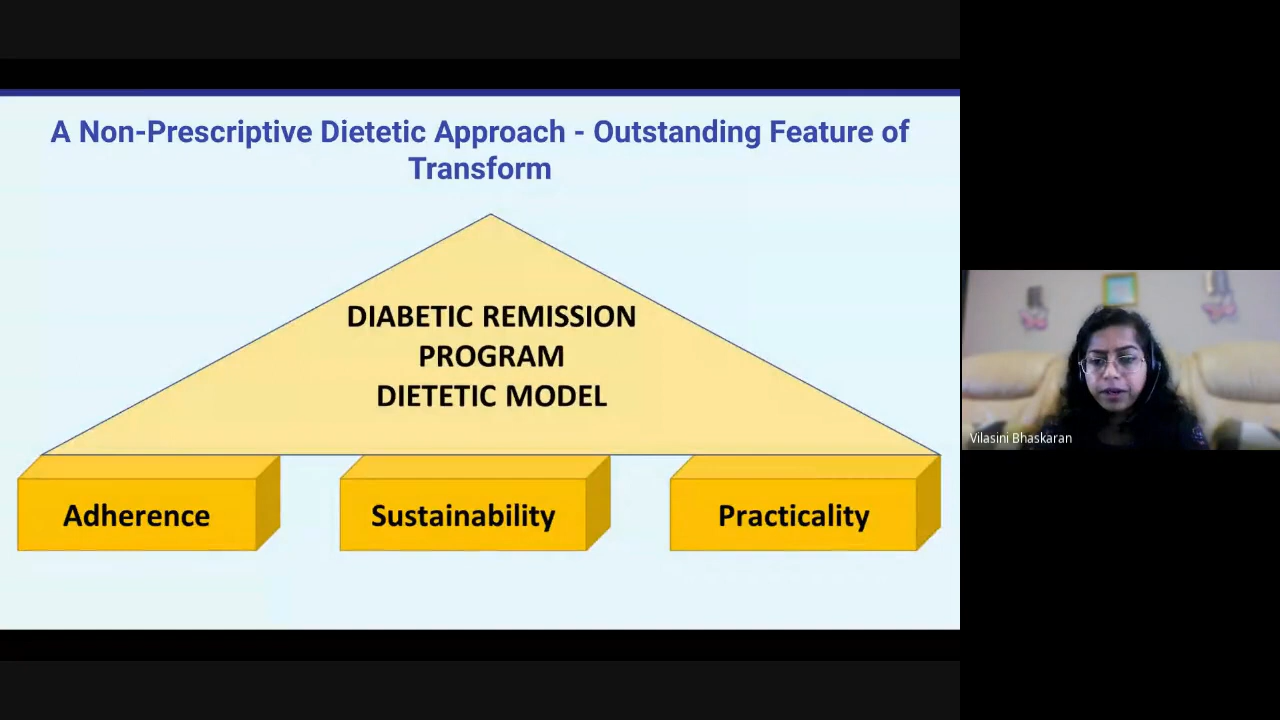 A Non-Prescriptive Dietetic Approach - Outstanding Feature of
Transform
DIABETIC REMISSION
PROGRAM
DIETETIC MODEL
Adherence
Sustainability
Practicality
Vilasini Bhaskaran